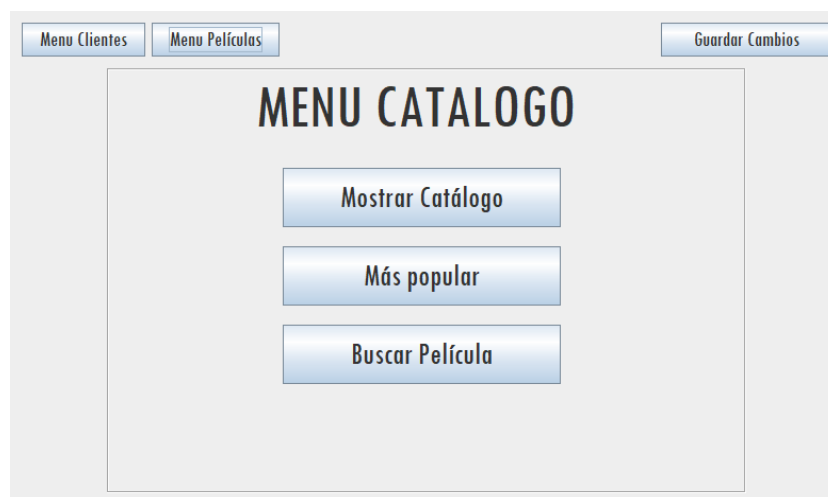 Menu Clientes
Menu Películas
Guardar Cambios
MENU CATALOGO
Mostrar Catálogo
Más popular
Buscar Película